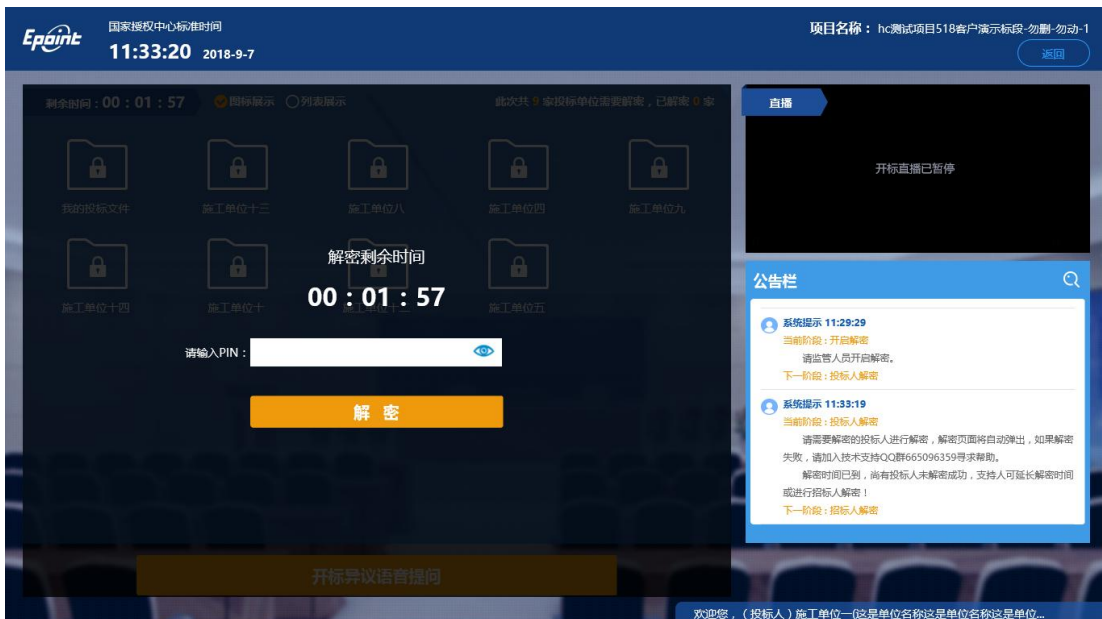 Epoint
国家授权中心标准时间
11:33:20 2018-9-7
项目名称： hc测试项目518客户演示标段-勿删-勿动-1
返回
剩余时间：00：01：57
图标展示
列表展示
此次共 9 家投标单位需要解密，已解密 0 家
我的投标文件
施工单位十三
施工单位八
施工单位四
施工单位九
施工单位十四
施工单位十
施工单位五
解密剩余时间
00：01：57
请输入PIN：
解 密
开标异议语音提问
直播
开标直播已暂停
公告栏
系统提示 11:29:29
当前阶段：开启解密
请监管人员开启解密。
下一阶段：投标人解密
系统提示 11:33:19
当前阶段：投标人解密
请需要解密的投标人进行解密，解密页面将自动弹出，如果解密
失败，请加入技术支持QQ群665096359寻求帮助。
解密时间已到，尚有投标人未解密成功，支持人可延长解密时间
或进行招标人解密！
下一阶段：招标人解密
欢迎您，（投标人）施工单位一(这是单位名称这是单位名称这是单位...